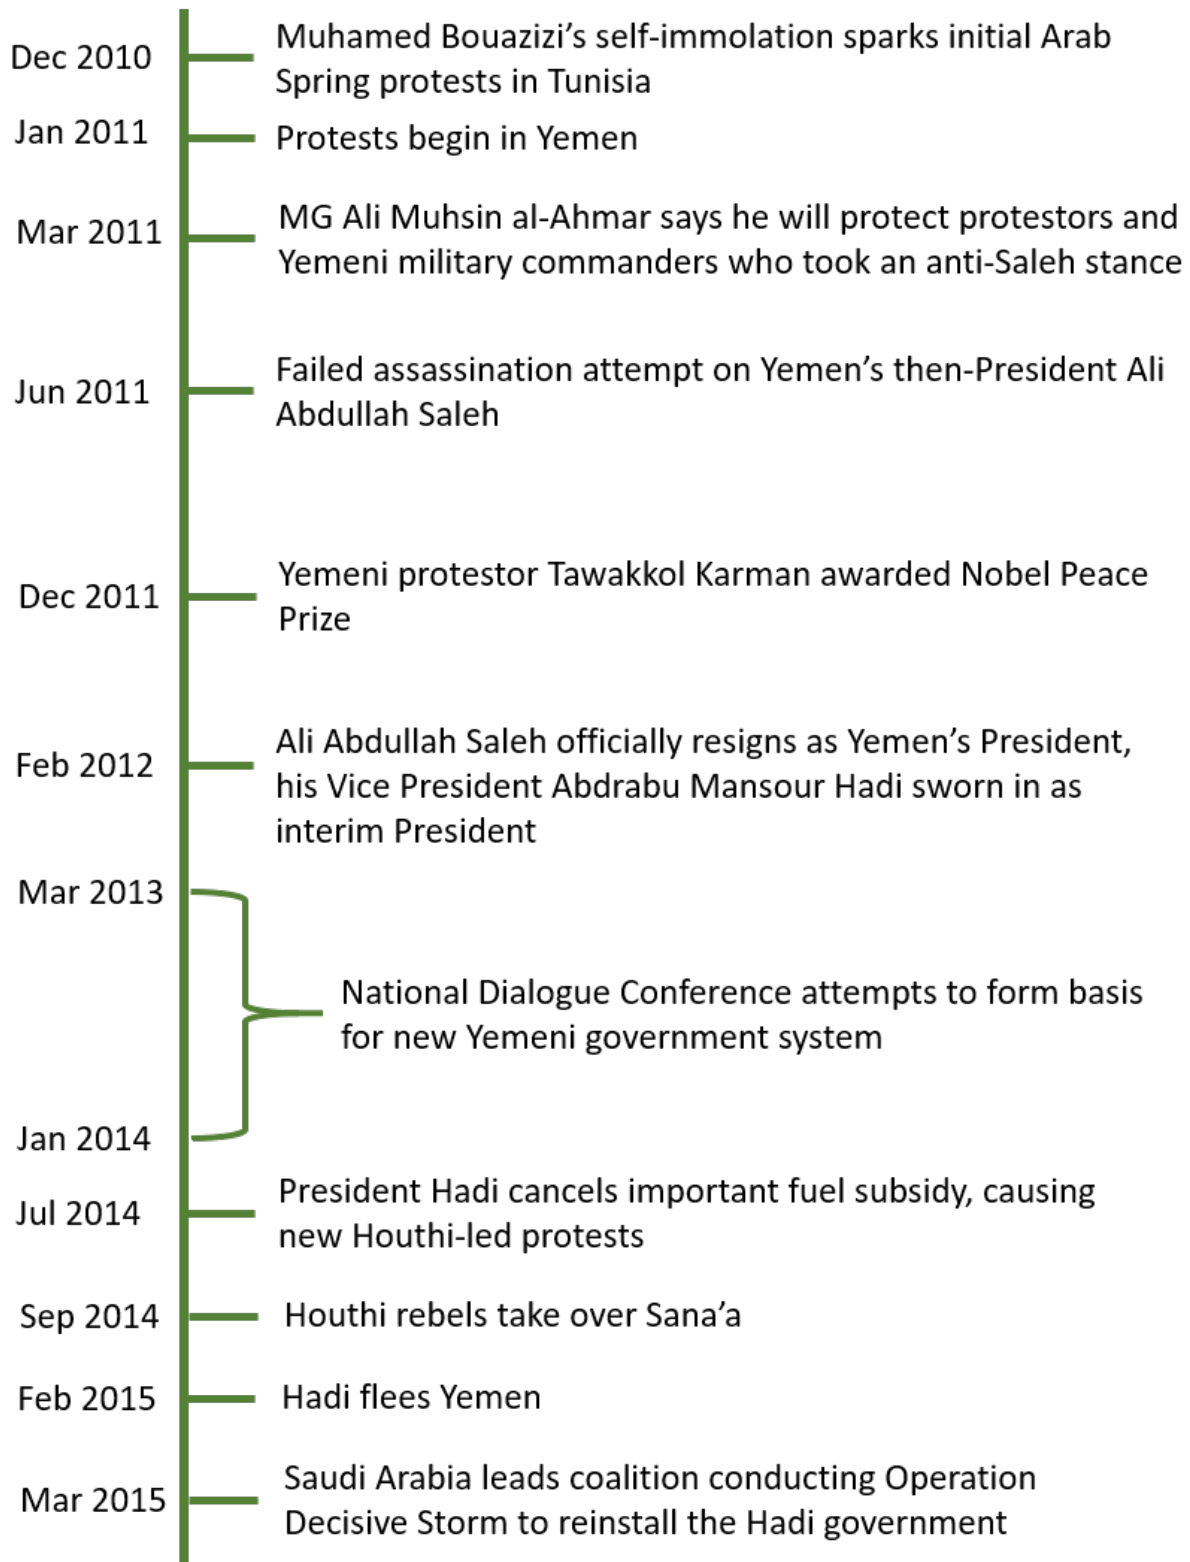 Dec 2010
Muhamed Bouazizi’s self-immolation sparks initial Arab
Spring protests in Tunisia
Jan 2011
Protests begin in Yemen
Mar 2011
MG Ali Muhsin al-Ahmar says he will protect protestors and
Yemeni military commanders who took an anti-Saleh stance
Jun 2011
Failed assassination attempt on Yemen’s then-President Ali
Abdullah Saleh
Dec 2011
Yemeni protestor Tawakkol Karman awarded Nobel Peace
Prize
Feb 2012
Ali Abdullah Saleh officially resigns as Yemen’s President,
his Vice President Abdrabu Mansour Hadi sworn in as
interim President
Mar 2013
National Dialogue Conference attempts to form basis
for new Yemeni government system
Jan 2014
Jul 2014
President Hadi cancels important fuel subsidy, causing
new Houthi-led protests
Sep 2014
Houthi rebels take over Sana’a
Feb 2015
Hadi flees Yemen
Mar 2015
Saudi Arabia leads coalition conducting Operation
Decisive Storm to reinstall the Hadi government